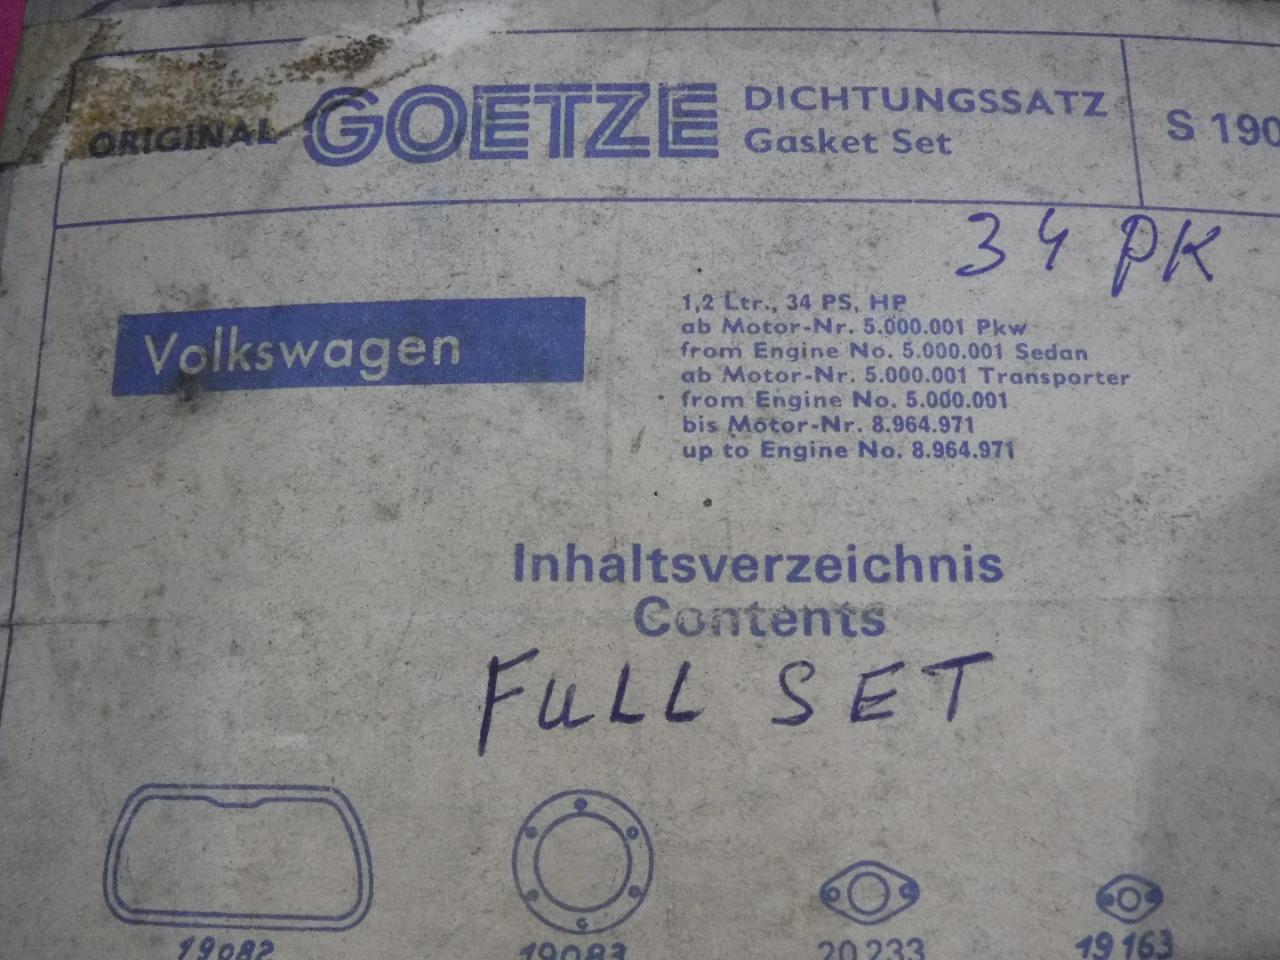 ORIGINAL GOETZE DICHTUNGSSATZ
Gasket Set
S 190
34 PK
Volkswagen
1,2 Ltr., 34 PS, HP
ab Motor-Nr. 5.000.001 Pkw
from Engine No. 5.000.001 Sedan
ab Motor-Nr. 5.000.001 Transporter
from Engine No. 5.000.001
bis Motor-Nr. 8.964.971
up to Engine No. 8.964.971
Inhaltsverzeichnis
Contents
FULL SET
19082 19083 20233 19163